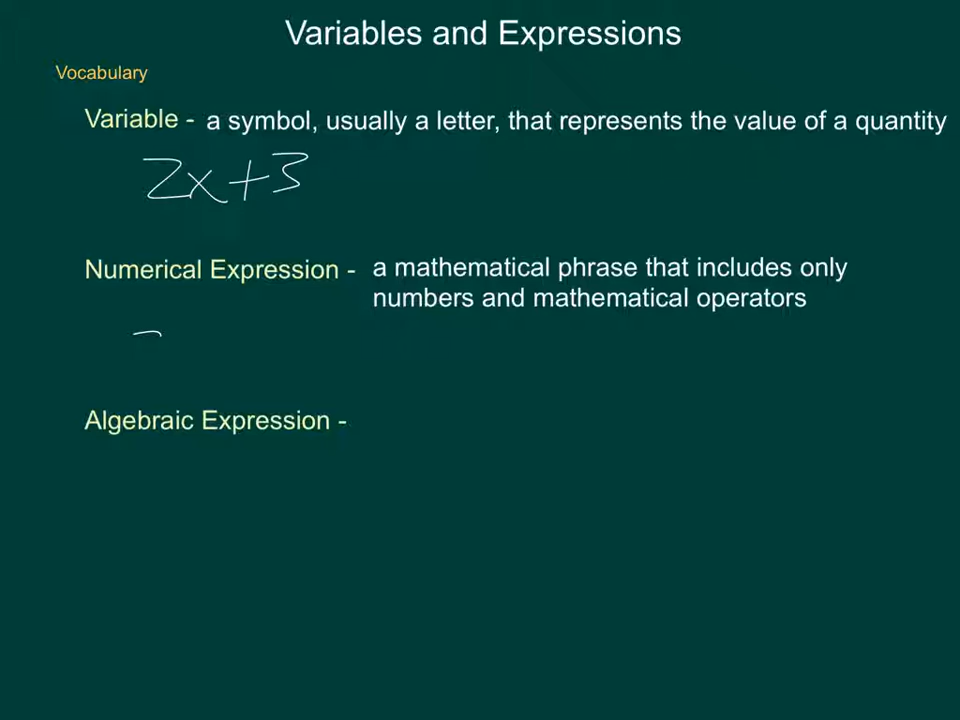 Variables and Expressions
Vocabulary
Variable - a symbol, usually a letter, that represents the value of a quantity
2x+3
Numerical Expression - a mathematical phrase that includes only
numbers and mathematical operators
Algebraic Expression -